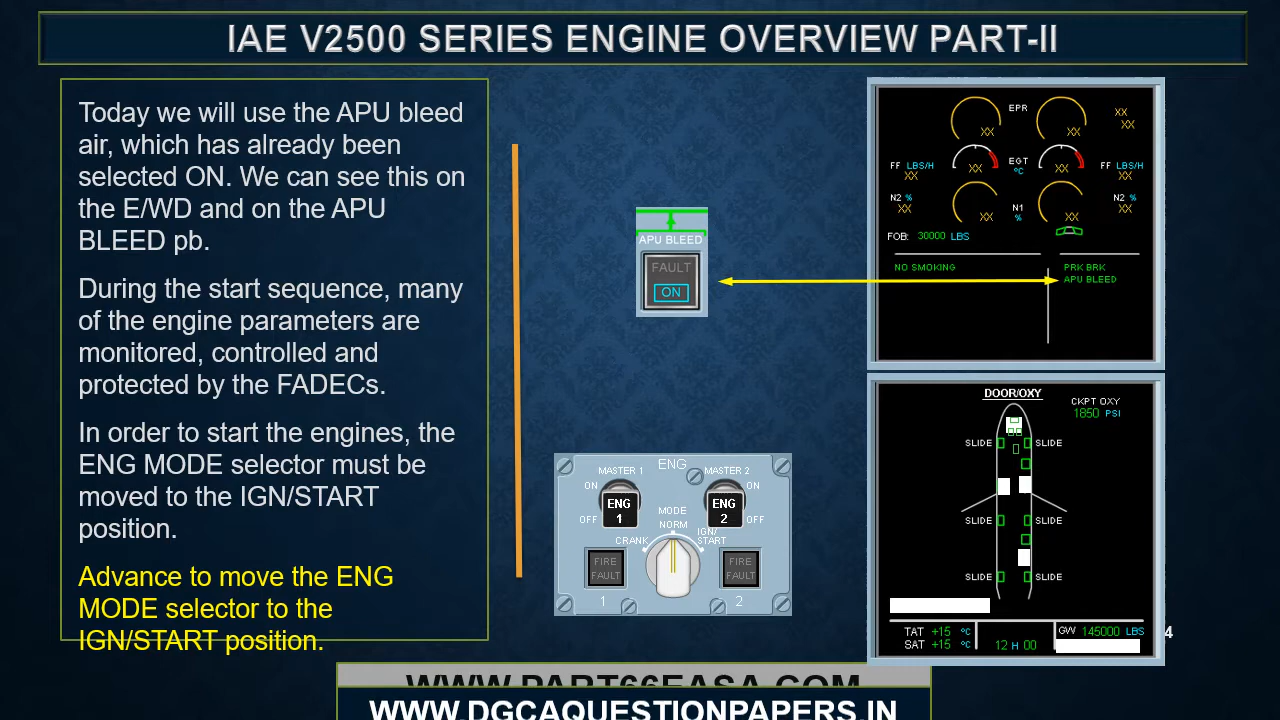 IAE V2500 SERIES ENGINE OVERVIEW PART-II
Today we will use the APU bleed
air, which has already been
selected ON. We can see this on
the E/WD and on the APU
BLEED pb.
During the start sequence, many
of the engine parameters are
monitored, controlled and
protected by the FADECs.
In order to start the engines, the
ENG MODE selector must be
moved to the IGN/START
position.
Advance to move the ENG
MODE selector to the
IGN/START position.
APU BLEED
FAULT
ON
ENG
MASTER 1
MASTER 2
ON
ON
ENG
1
ENG
2
OFF
OFF
MODE
NORM
CRANK
IGN/
START
FIRE
FAULT
FIRE
FAULT
1
2
EPR
XX
XX
XX
XX
FF LBS/H
XX
XX
EGT
°C
XX
FF LBS/H
XX
N2 %
XX
XX
N1
%
XX
N2 %
XX
FOB: 30000 LBS
NO SMOKING
PRK BRK
APU BLEED
DOOR/OXY
CKPT OXY
1850 PSI
SLIDE
SLIDE
SLIDE
SLIDE
SLIDE
SLIDE
TAT +15 °C
SAT +15 °C
12 H 00
GW 145000 LBS
4
WWW.PART66EASA.COM
WWW.DGCAQUESTIONPAPERS.IN